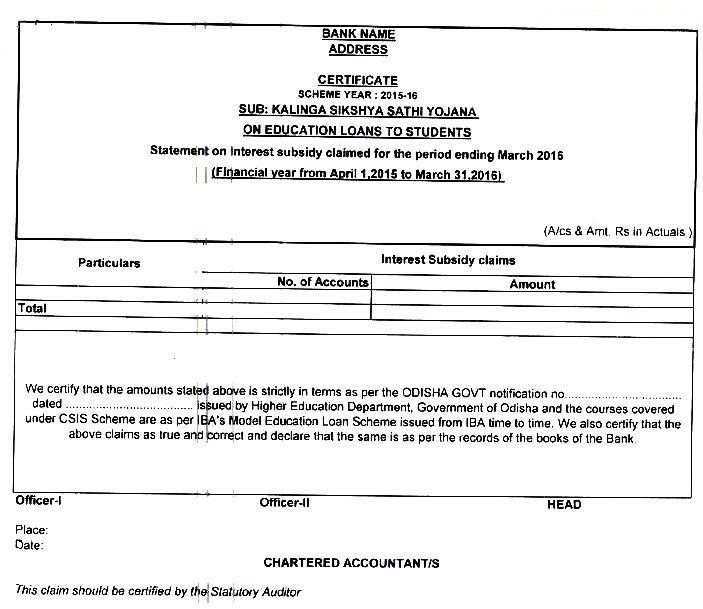 BANK NAME
ADDRESS
CERTIFICATE
SCHEME YEAR : 2015-16
SUB: KALINGA SIKSHYA SATHI YOJANA
ON EDUCATION LOANS TO STUDENTS
Statement on Interest subsidy claimed for the period ending March 2016
(Financial year from April 1,2015 to March 31,2016)
(A/cs & Amt. Rs in Actuals )
Particulars Interest Subsidy claims
No. of Accounts Amount
Total
We certify that the amounts stated above is strictly in terms as per the ODISHA GOVT notification no................................
dated .................................. issued by Higher Education Department, Government of Odisha and the courses covered
under CSIS Scheme are as per IBA's Model Education Loan Scheme issued from IBA time to time. We also certify that the
above claims as true and correct and declare that the same is as per the records of the books of the Bank.
Officer-I Officer-II HEAD
Place:
Date:
CHARTERED ACCOUNTANT/S
This claim should be certified by the Statutory Auditor